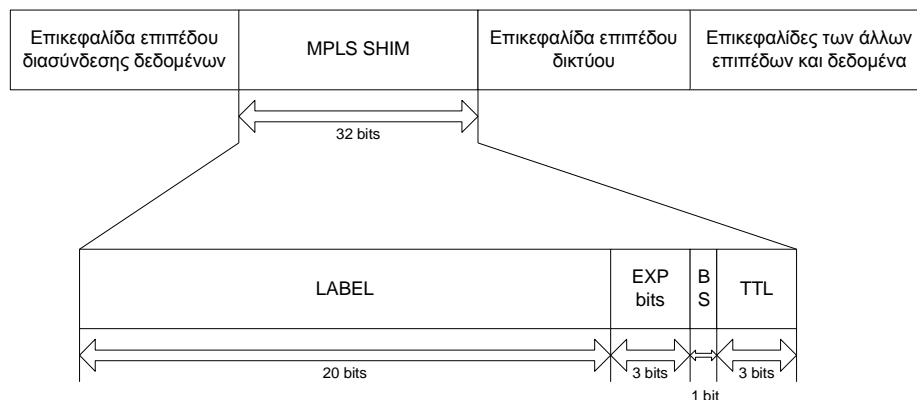 Επικεφαλίδα επιπέδου
διασύνδεσης δεδομένων
MPLS SHIM
Επικεφαλίδα επιπέδου
δικτύου
Επικεφαλίδες των άλλων
επιπέδων και δεδομένα
32 bits
LABEL
EXP
bits
B
S
TTL
20 bits
3 bits
1 bit
3 bits